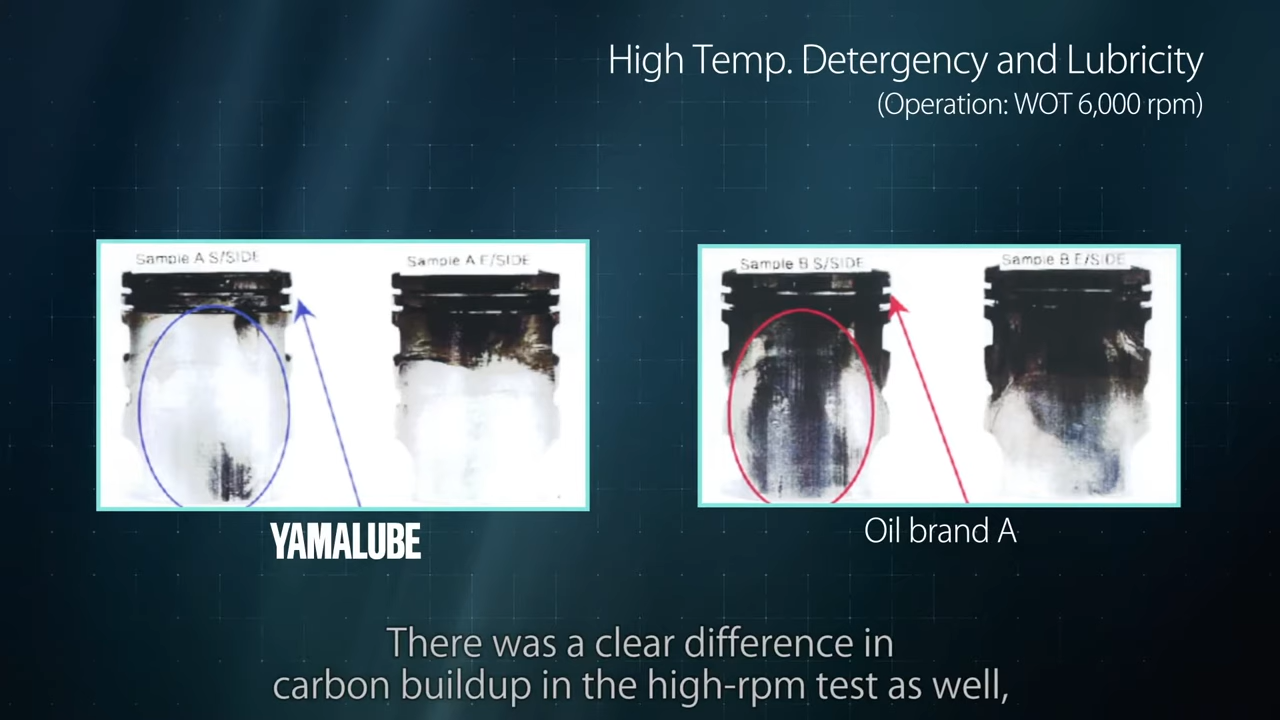 High Temp. Detergency and Lubricity
(Operation: WOT 6,000 rpm)
Sample A S/SIDE
Sample A E/SIDE
Sample B S/SIDE
Sample B E/SIDE
YAMALUBE
Oil brand A
There was a clear difference in
carbon buildup in the high-rpm test as well,